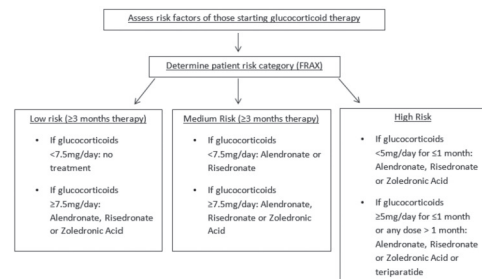 Assess risk factors of those starting glucocorticoid therapy
Determine patient risk category (FRAX)
Low risk (≥3 months therapy)
• If glucocorticoids
<7.5mg/day: no
treatment
• If glucocorticoids
≥7.5mg/day:
Alendronate, Risedronate
or Zoledronic Acid
Medium Risk (≥3 months therapy)
• If glucocorticoids
<7.5mg/day: Alendronate or
Risedronate
• If glucocorticoids
≥7.5mg/day: Alendronate,
Risedronate or Zoledronic
Acid
High Risk
• If glucocorticoids
<5mg/day for ≤1 month:
Alendronate, Risedronate
or Zoledronic Acid
• If glucocorticoids
≥5mg/day for ≤1 month
or any dose > 1 month:
Alendronate, Risedronate
or Zoledronic Acid or
teriparatide